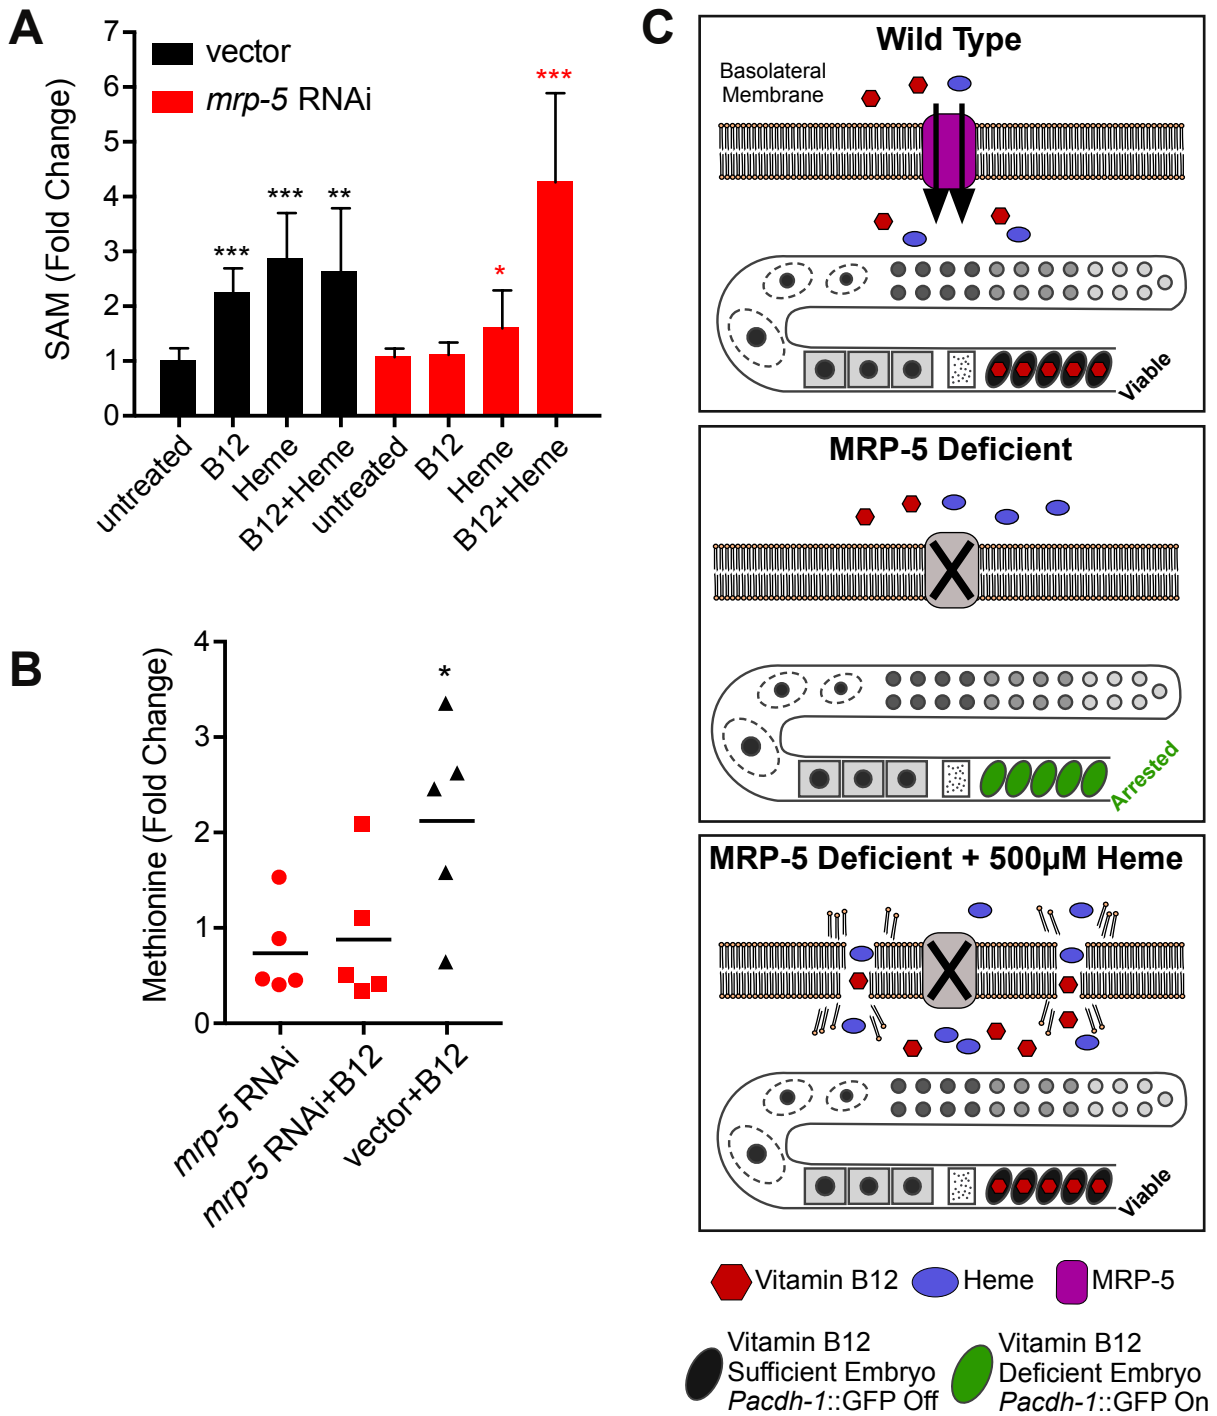 A
SAM (Fold Change)
7
6
5
4
3
2
1
0
vector
mrp-5 RNAi
***
***
**
*
***
untreated
B12
Heme
B12+Heme
untreated
B12
Heme
B12+Heme
B
Methionine (Fold Change)
4
3
2
1
0
*
mrp-5 RNAi
mrp-5 RNAi+B12
vector+B12
C
Wild Type
Basolateral
Membrane
Viable
MRP-5 Deficient
Arrested
MRP-5 Deficient + 500µM Heme
Viable
Vitamin B12
Heme
MRP-5
Vitamin B12
Sufficient Embryo
Pacdh-1::GFP Off
Vitamin B12
Deficient Embryo
Pacdh-1::GFP On